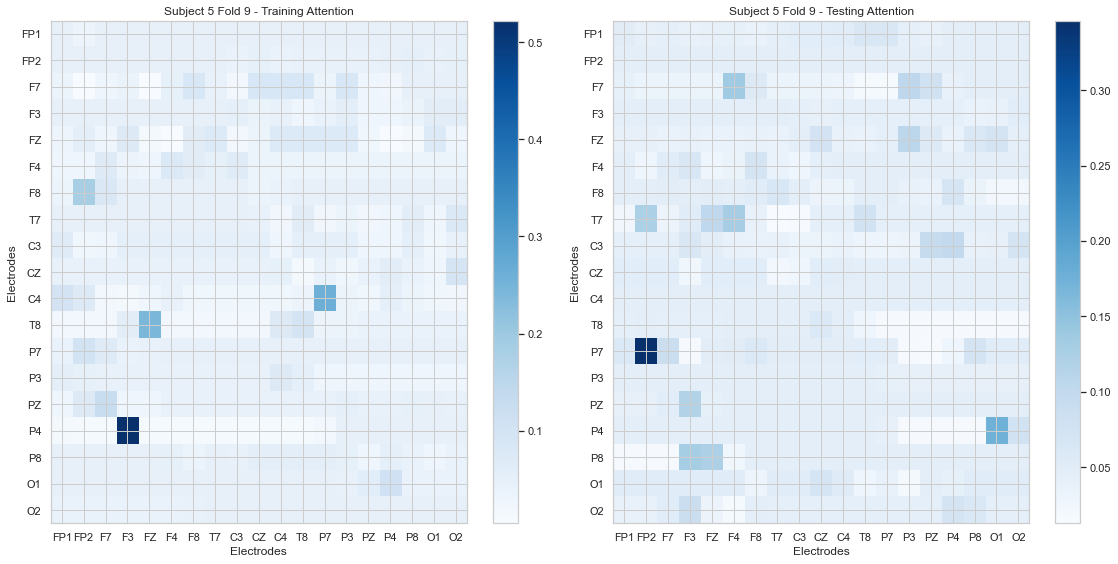 Subject 5 Fold 9 - Training Attention
FP1
FP2
F7
F3
FZ
F4
F8
T7
C3
CZ
C4
T8
P7
P3
PZ
P4
P8
O1
O2
Electrodes
FP1 FP2 F7 F3 FZ F4 F8 T7 C3 CZ C4 T8 P7 P3 PZ P4 P8 O1 O2
Electrodes
0.5
0.4
0.3
0.2
0.1
Subject 5 Fold 9 - Testing Attention
FP1
FP2
F7
F3
FZ
F4
F8
T7
C3
CZ
C4
T8
P7
P3
PZ
P4
P8
O1
O2
Electrodes
FP1 FP2 F7 F3 FZ F4 F8 T7 C3 CZ C4 T8 P7 P3 PZ P4 P8 O1 O2
Electrodes
0.30
0.25
0.20
0.15
0.10
0.05